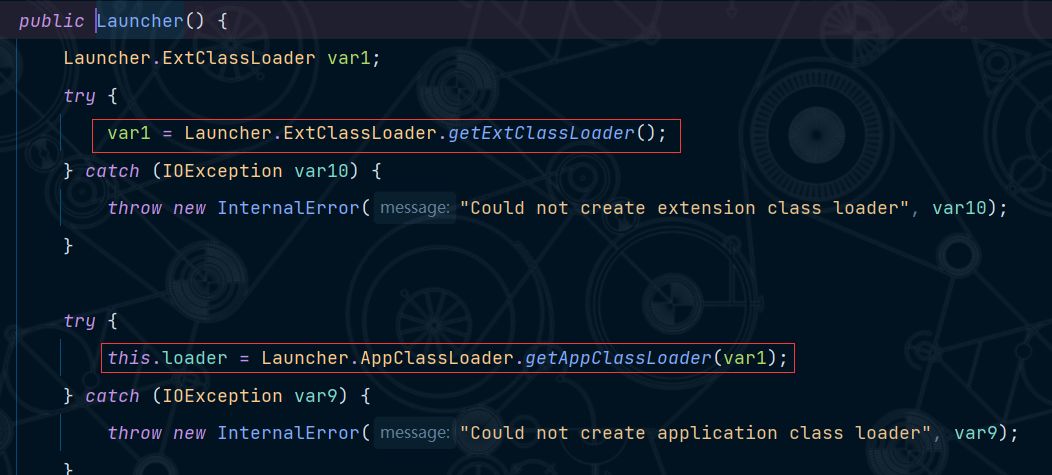 public Launcher() {
Launcher.ExtClassLoader var1;
try {
var1 = Launcher.ExtClassLoader.getExtClassLoader();
} catch (IOException var10) {
throw new InternalError( message: "Could not create extension class loader", var10);
}
try {
this.loader = Launcher.AppClassLoader.getAppClassLoader(var1);
} catch (IOException var9) {
throw new InternalError( message: "Could not create application class loader", var9);
}